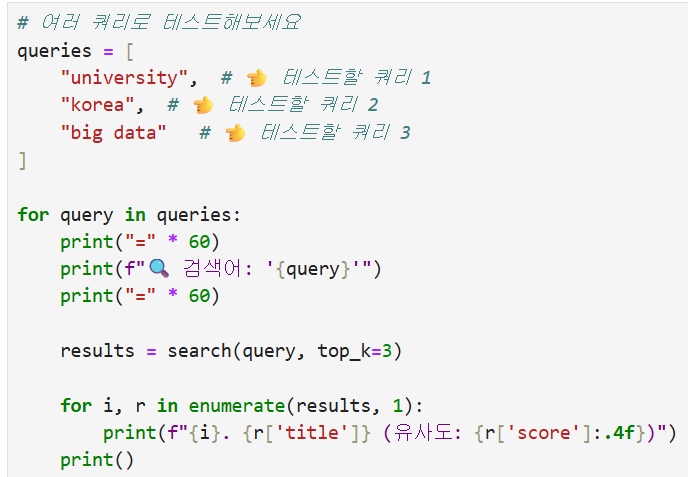 # 여러 쿼리로 테스트해보세요
queries = [
    "university",  # 👉 테스트할 쿼리 1
    "korea",  # 👉 테스트할 쿼리 2
    "big data"   # 👉 테스트할 쿼리 3
]

for query in queries:
    print("=" * 60)
    print(f"🔍 검색어: '{query}'")
    print("=" * 60)

    results = search(query, top_k=3)

    for i, r in enumerate(results, 1):
        print(f"{i}. {r['title']} (유사도: {r['score']:.4f})")
    print()